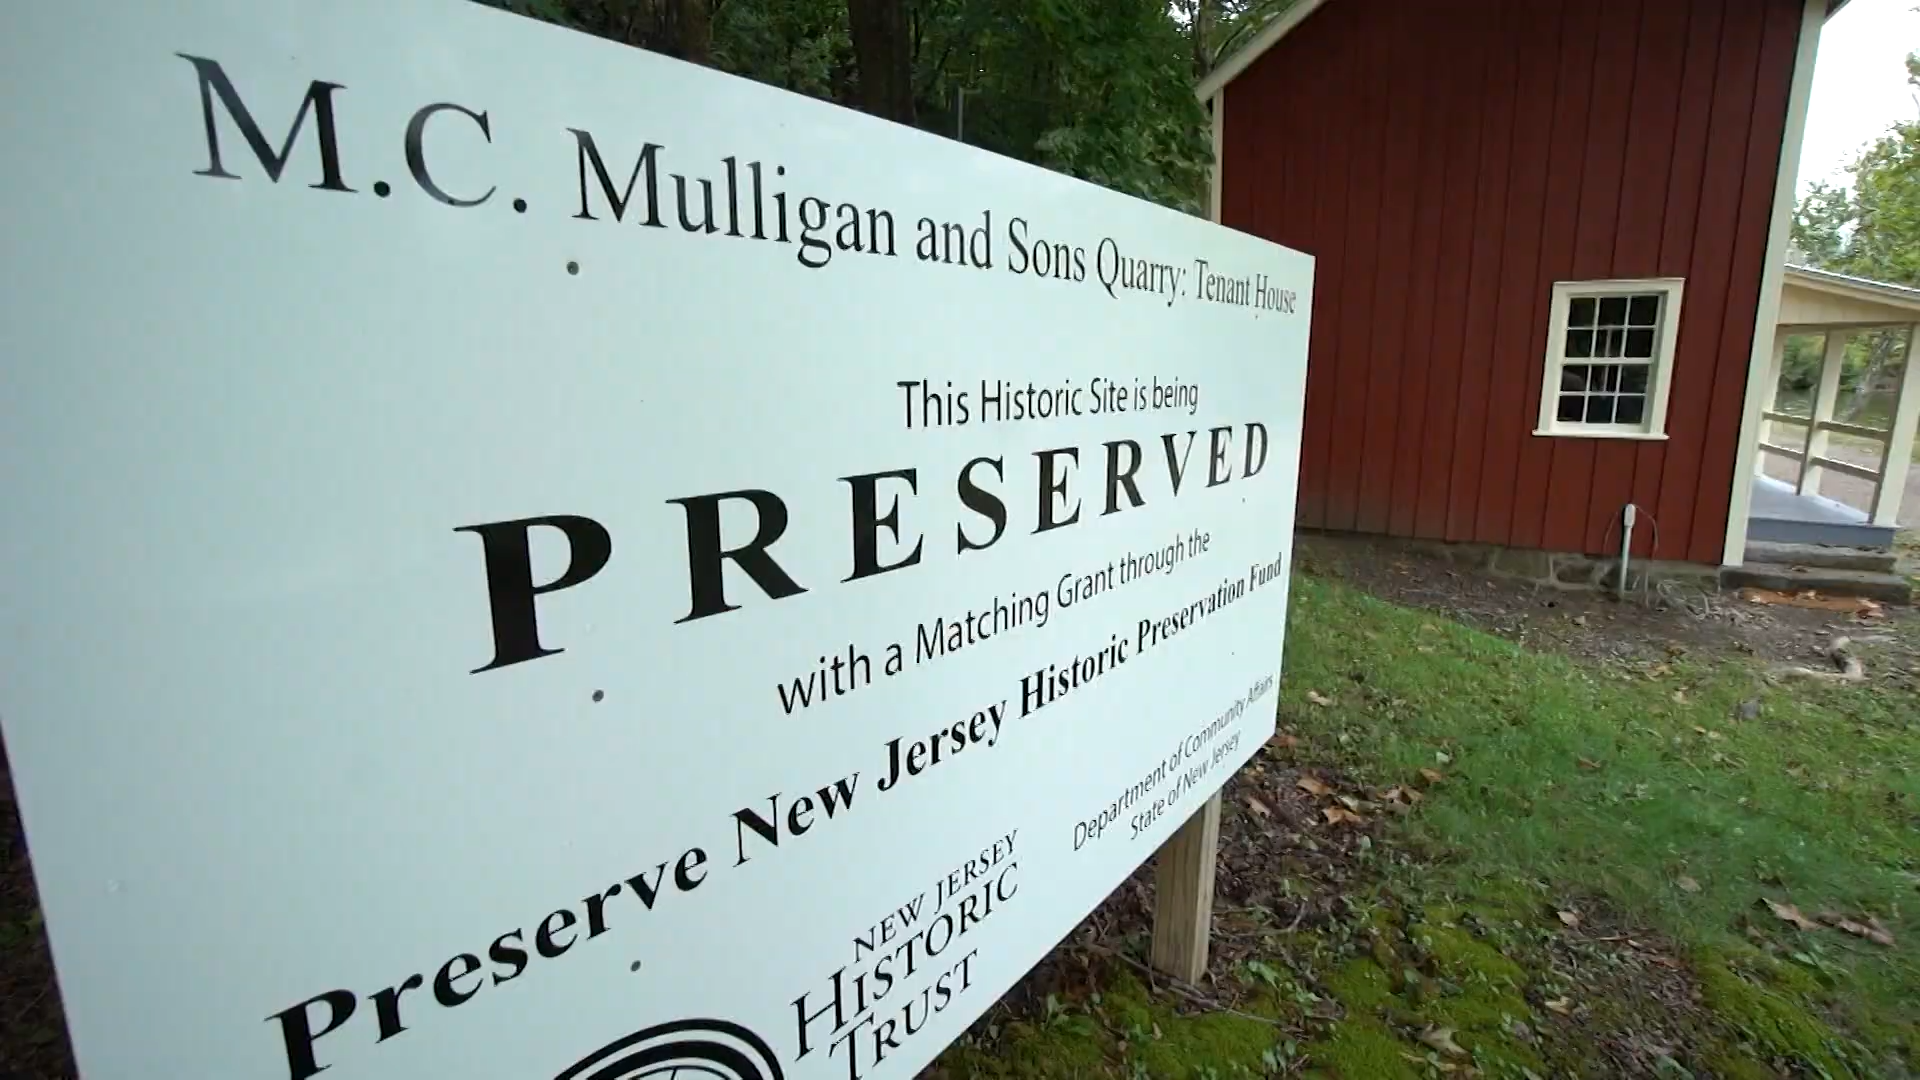 M.C. Mulligan and Sons Quarry: Tenant House
This Historic Site is being
PRESERVED
with a Matching Grant through the
Preserve New Jersey Historic Preservation Fund
Department of Community Affairs
State of New Jersey
NEW JERSEY
HISTORIC
TRUST